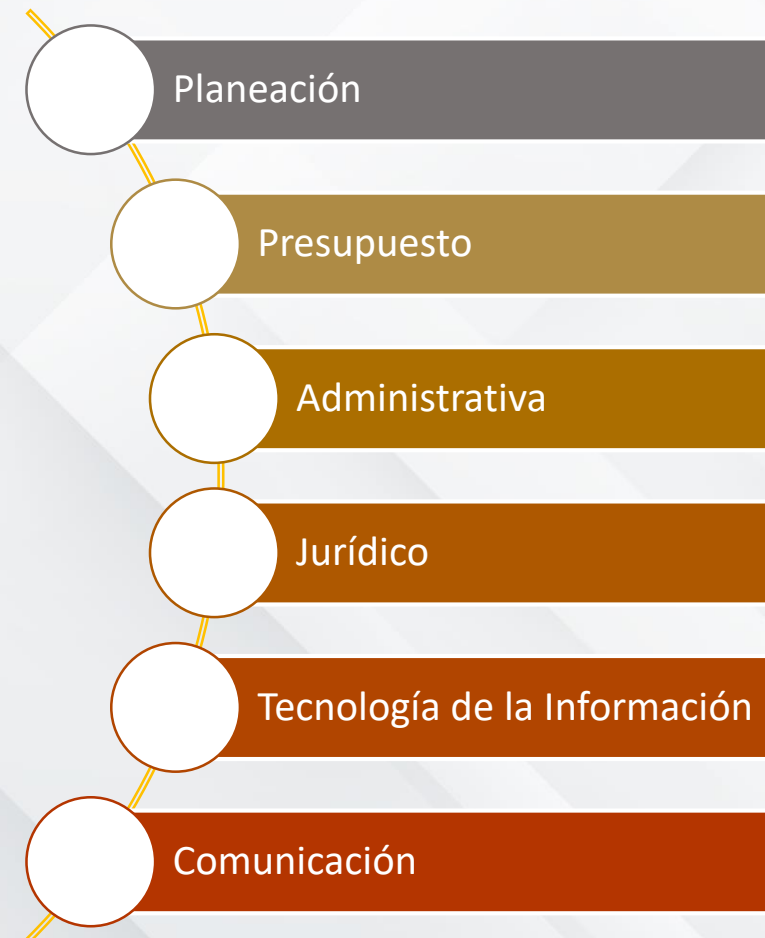 Planeación
Presupuesto
Administrativa
Jurídico
Tecnología de la Información
Comunicación